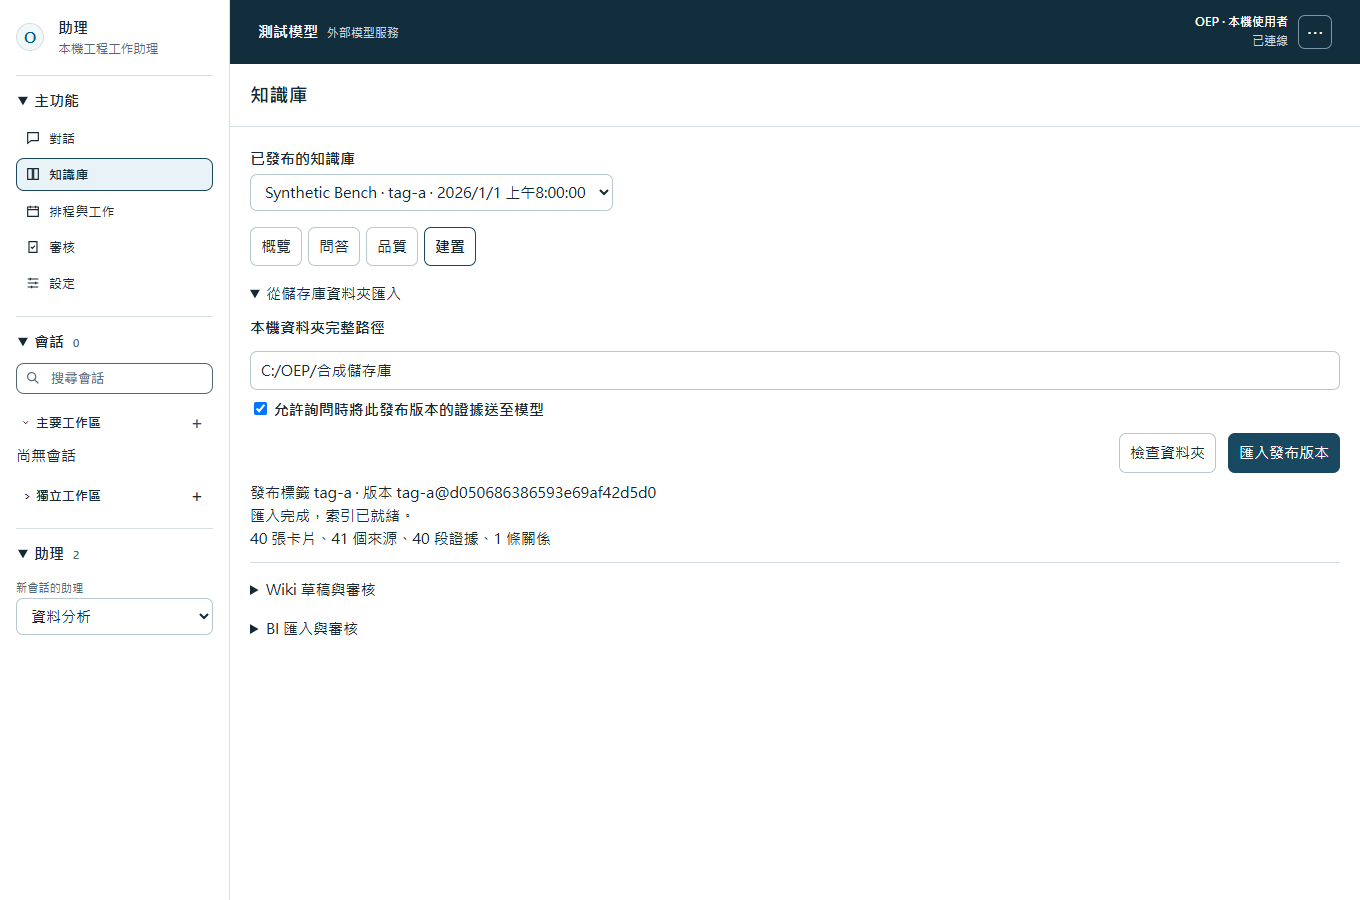 O
助理
本機工程工作助理
主功能
對話
知識庫
排程與工作
審核
設定
會話 0
搜尋會話
主要工作區 +
尚無會話
獨立工作區 +
助理 2
新會話的助理
資料分析
測試模型 外部模型服務
OEP · 本機使用者
已連線
知識庫
已發布的知識庫
Synthetic Bench · tag-a · 2026/1/1 上午8:00:00
概覽 問答 品質 建置
從儲存庫資料夾匯入
本機資料夾完整路徑
C:/OEP/合成儲存庫
允許詢問時將此發布版本的證據送至模型
檢查資料夾 匯入發布版本
發布標籤 tag-a · 版本 tag-a@d050686386593e69af42d5d0
匯入完成，索引已就緒。
40 張卡片、41 個來源、40 段證據、1 條關係
Wiki 草稿與審核
BI 匯入與審核